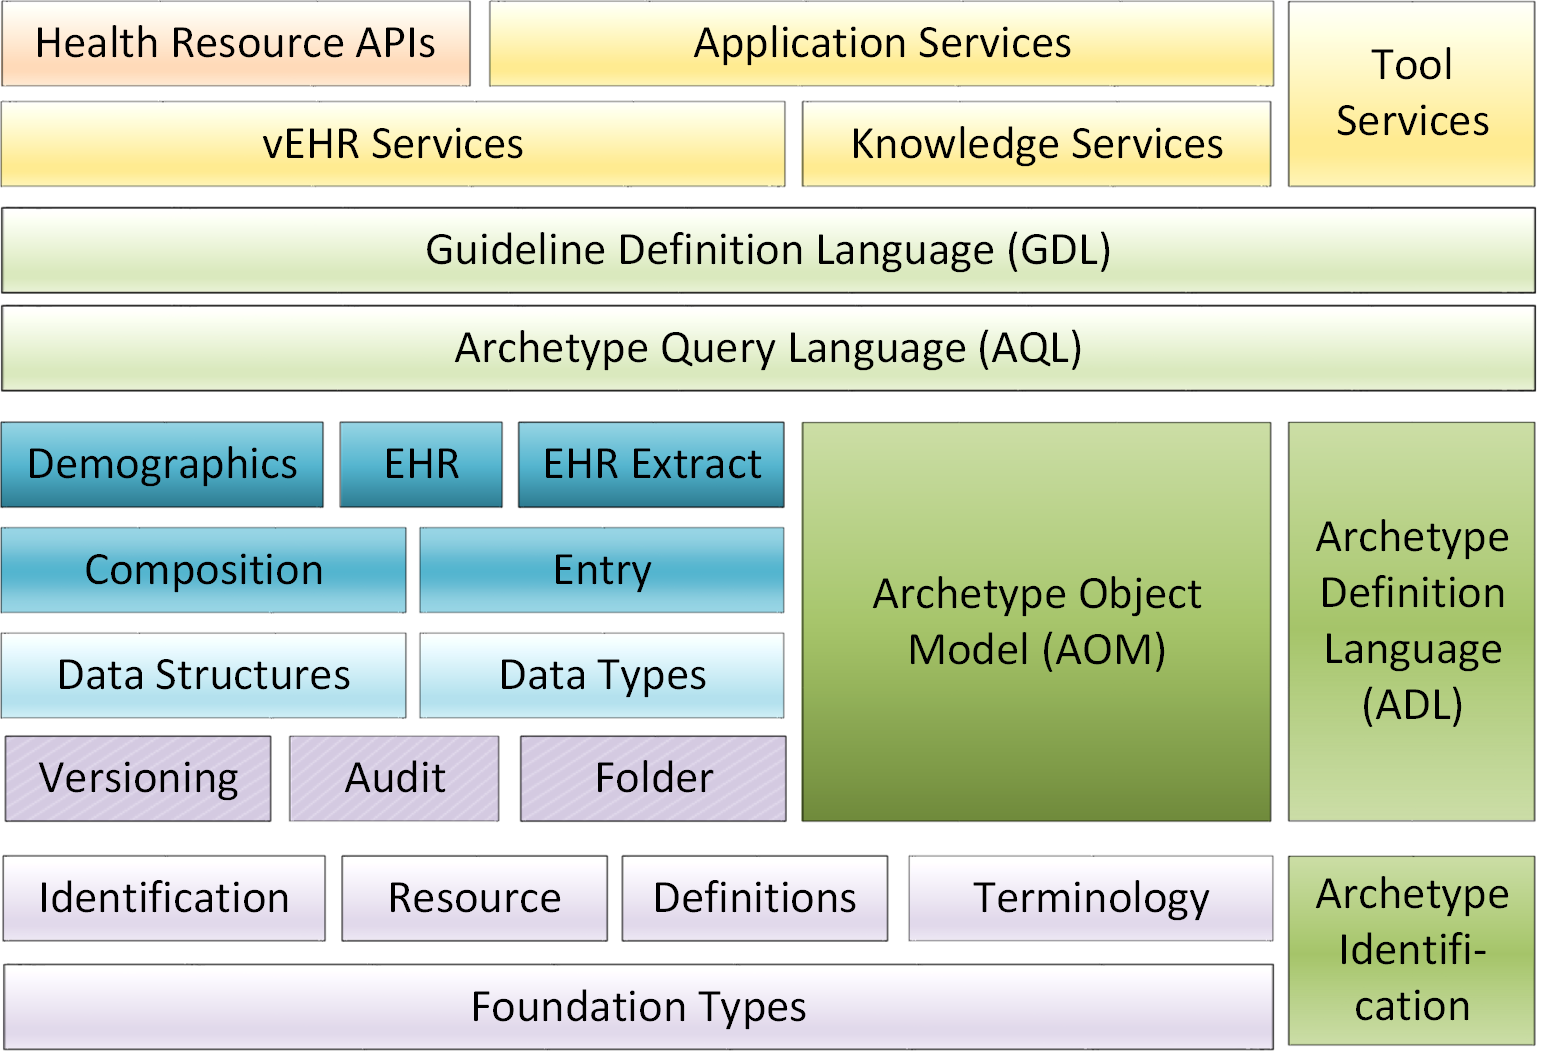 Health Resource APIs
Application Services
Tool
Services
vEHR Services
Knowledge Services
Guideline Definition Language (GDL)
Archetype Query Language (AQL)
Demographics
EHR
EHR Extract
Composition
Entry
Data Structures
Data Types
Versioning
Audit
Folder
Archetype Object
Model (AOM)
Archetype
Definition
Language
(ADL)
Identification
Resource
Definitions
Terminology
Foundation Types
Archetype
Identifi-
cation